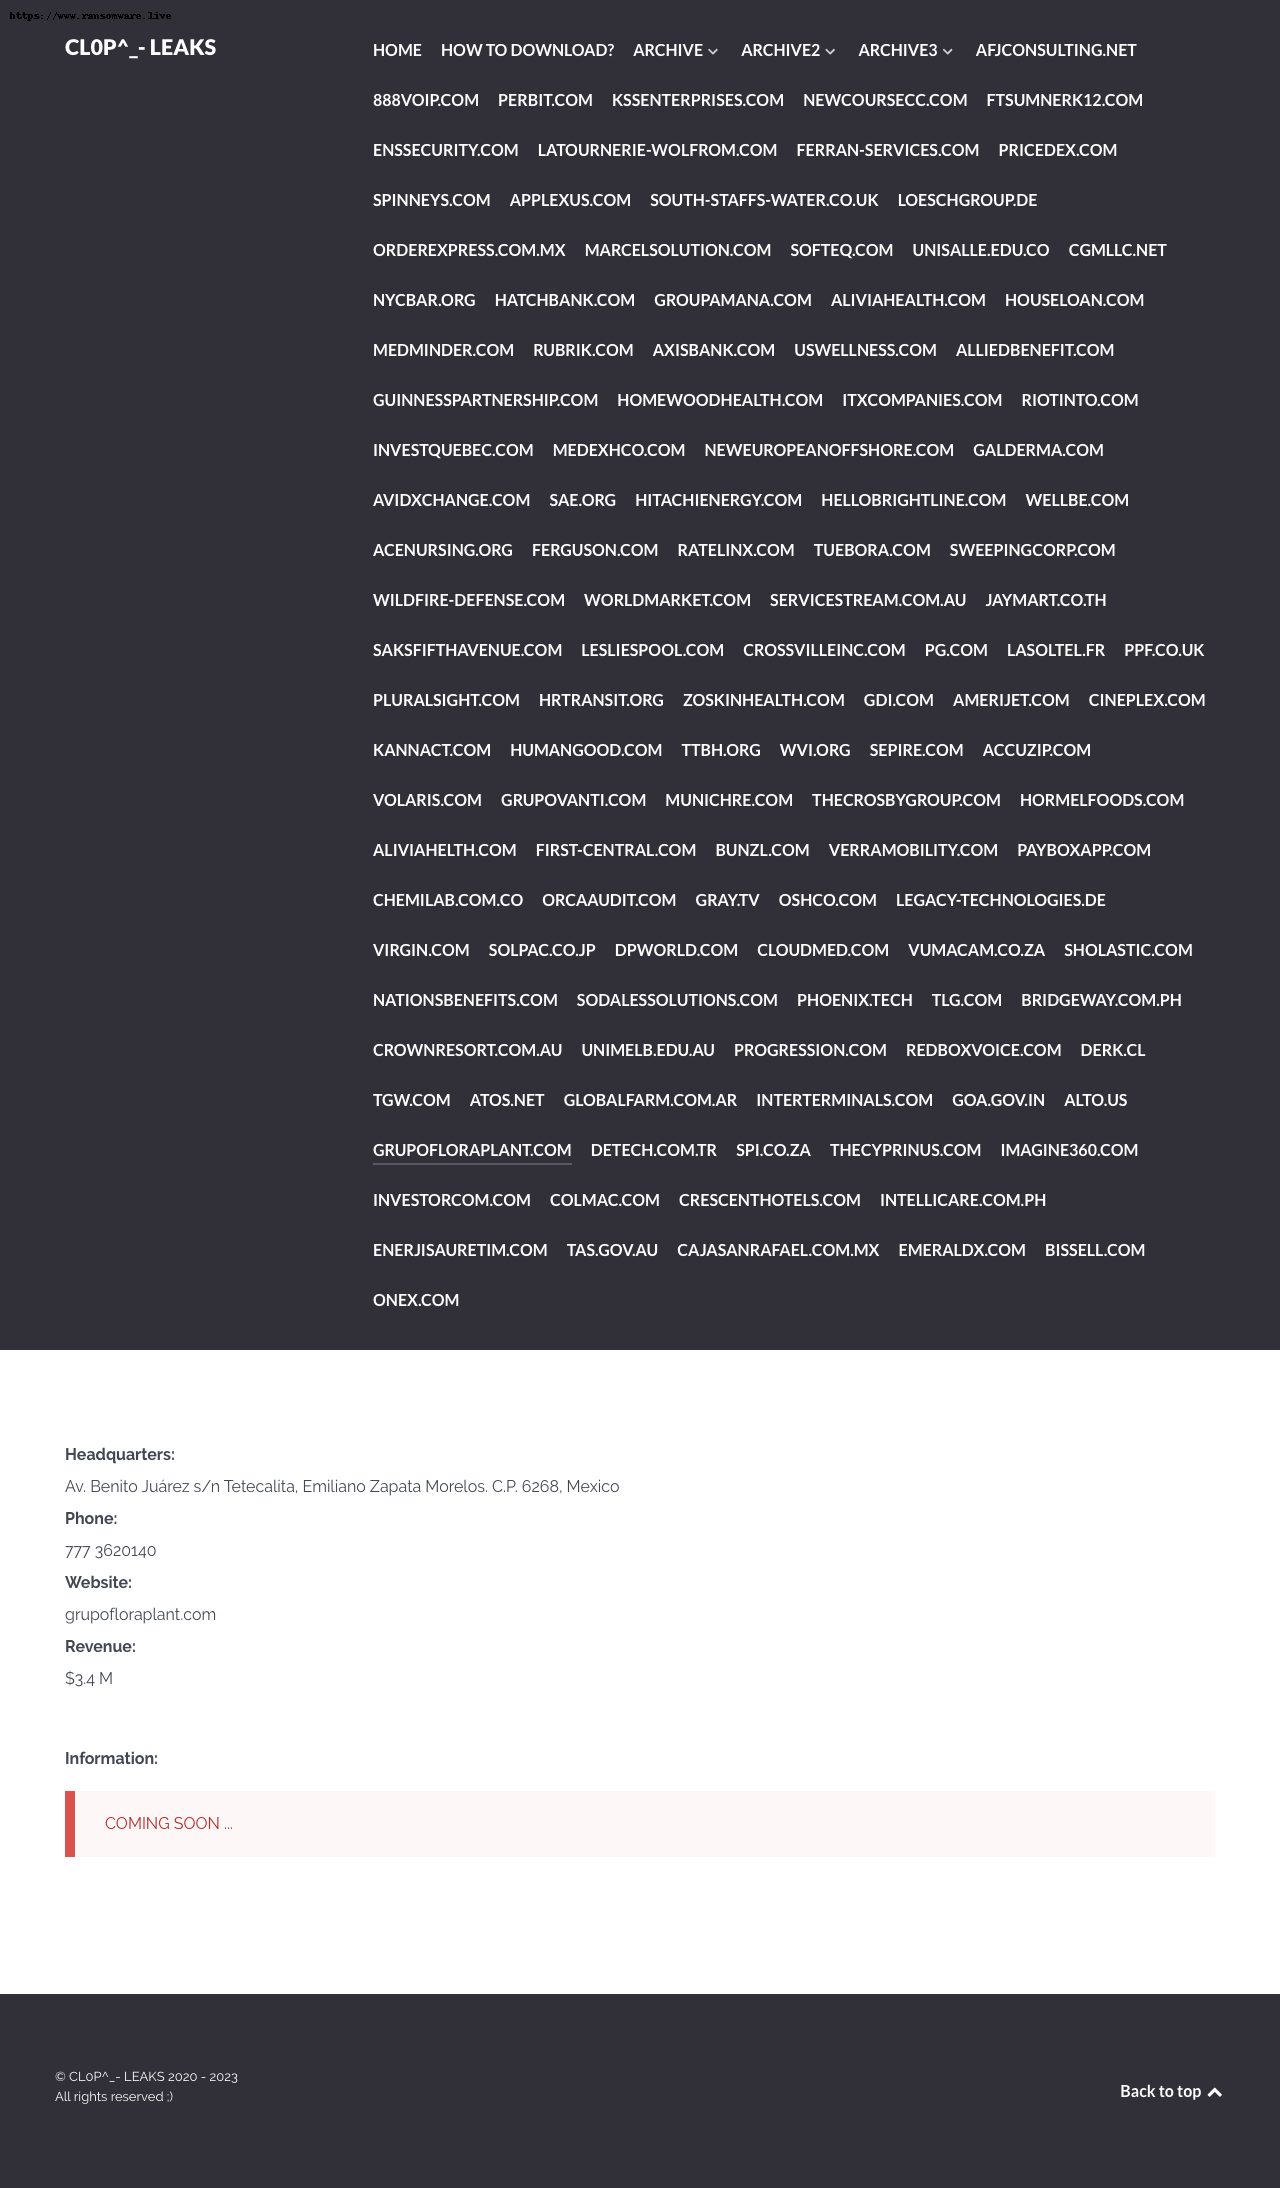 https://www.ransomware.live
CL0P^_- LEAKS
HOME HOW TO DOWNLOAD? ARCHIVE ARCHIVE2 ARCHIVE3 AFJCONSULTING.NET
888VOIP.COM PERBIT.COM KSSENTERPRISES.COM NEWCOURSECC.COM FTSUMNERK12.COM
ENSSECURITY.COM LATOURNERIE-WOLFROM.COM FERRAN-SERVICES.COM PRICEDEX.COM
SPINNEYS.COM APPLEXUS.COM SOUTH-STAFFS-WATER.CO.UK LOESCHGROUP.DE
ORDEREXPRESS.COM.MX MARCELSOLUTION.COM SOFTEQ.COM UNISALLE.EDU.CO CGMLLC.NET
NYCBAR.ORG HATCHBANK.COM GROUPAMANA.COM ALIVIAHEALTH.COM HOUSELOAN.COM
MEDMINDER.COM RUBRIK.COM AXISBANK.COM USWELLNESS.COM ALLIEDBENEFIT.COM
GUINNESSPARTNERSHIP.COM HOMEWOODHEALTH.COM ITXCOMPANIES.COM RIOTINTO.COM
INVESTQUEBEC.COM MEDEXHCO.COM NEWEUROPEANOFFSHORE.COM GALDERMA.COM
AVIDXCHANGE.COM SAE.ORG HITACHIENERGY.COM HELLOBRIGHTLINE.COM WELLBE.COM
ACENURSING.ORG FERGUSON.COM RATELINX.COM TUEBORA.COM SWEEPINGCORP.COM
WILDFIRE-DEFENSE.COM WORLDMARKET.COM SERVICESTREAM.COM.AU JAYMART.CO.TH
SAKSFIFTHAVENUE.COM LESLIESPOOL.COM CROSSVILLEINC.COM PG.COM LASOLTEL.FR PPF.CO.UK
PLURALSIGHT.COM HRTRANSIT.ORG ZOSKINHEALTH.COM GDI.COM AMERIJET.COM CINEPLEX.COM
KANNACT.COM HUMANGOOD.COM TTBH.ORG WVI.ORG SEPIRE.COM ACCUZIP.COM
VOLARIS.COM GRUPOVANTI.COM MUNICHRE.COM THECROSBYGROUP.COM HORMELFOODS.COM
ALIVIAHELTH.COM FIRST-CENTRAL.COM BUNZL.COM VERRAMOBILITY.COM PAYBOXAPP.COM
CHEMILAB.COM.CO ORCAAUDIT.COM GRAY.TV OSHCO.COM LEGACY-TECHNOLOGIES.DE
VIRGIN.COM SOLPAC.CO.JP DPWORLD.COM CLOUDMED.COM VUMACAM.CO.ZA SHOLASTIC.COM
NATIONSBENEFITS.COM SODALESSOLUTIONS.COM PHOENIX.TECH TLG.COM BRIDGEWAY.COM.PH
CROWNRESORT.COM.AU UNIMELB.EDU.AU PROGRESSION.COM REDBOXVOICE.COM DERK.CL
TGW.COM ATOS.NET GLOBALFARM.COM.AR INTERTERMINALS.COM GOA.GOV.IN ALTO.US
GRUPOFLORAPLANT.COM DETECH.COM.TR SPI.CO.ZA THECYPRINUS.COM IMAGINE360.COM
INVESTORCOM.COM COLMAC.COM CRESCENTHOTELS.COM INTELLICARE.COM.PH
ENERJISAURETIM.COM TAS.GOV.AU CAJASANRAFAEL.COM.MX EMERALDX.COM BISSELL.COM
ONEX.COM
Headquarters:
Av. Benito Juárez s/n Tetecalita, Emiliano Zapata Morelos. C.P. 6268, Mexico
Phone:
777 3620140
Website:
grupofloraplant.com
Revenue:
$3.4 M
Information:
COMING SOON ...
© CL0P^_- LEAKS 2020 - 2023
All rights reserved ;)
Back to top